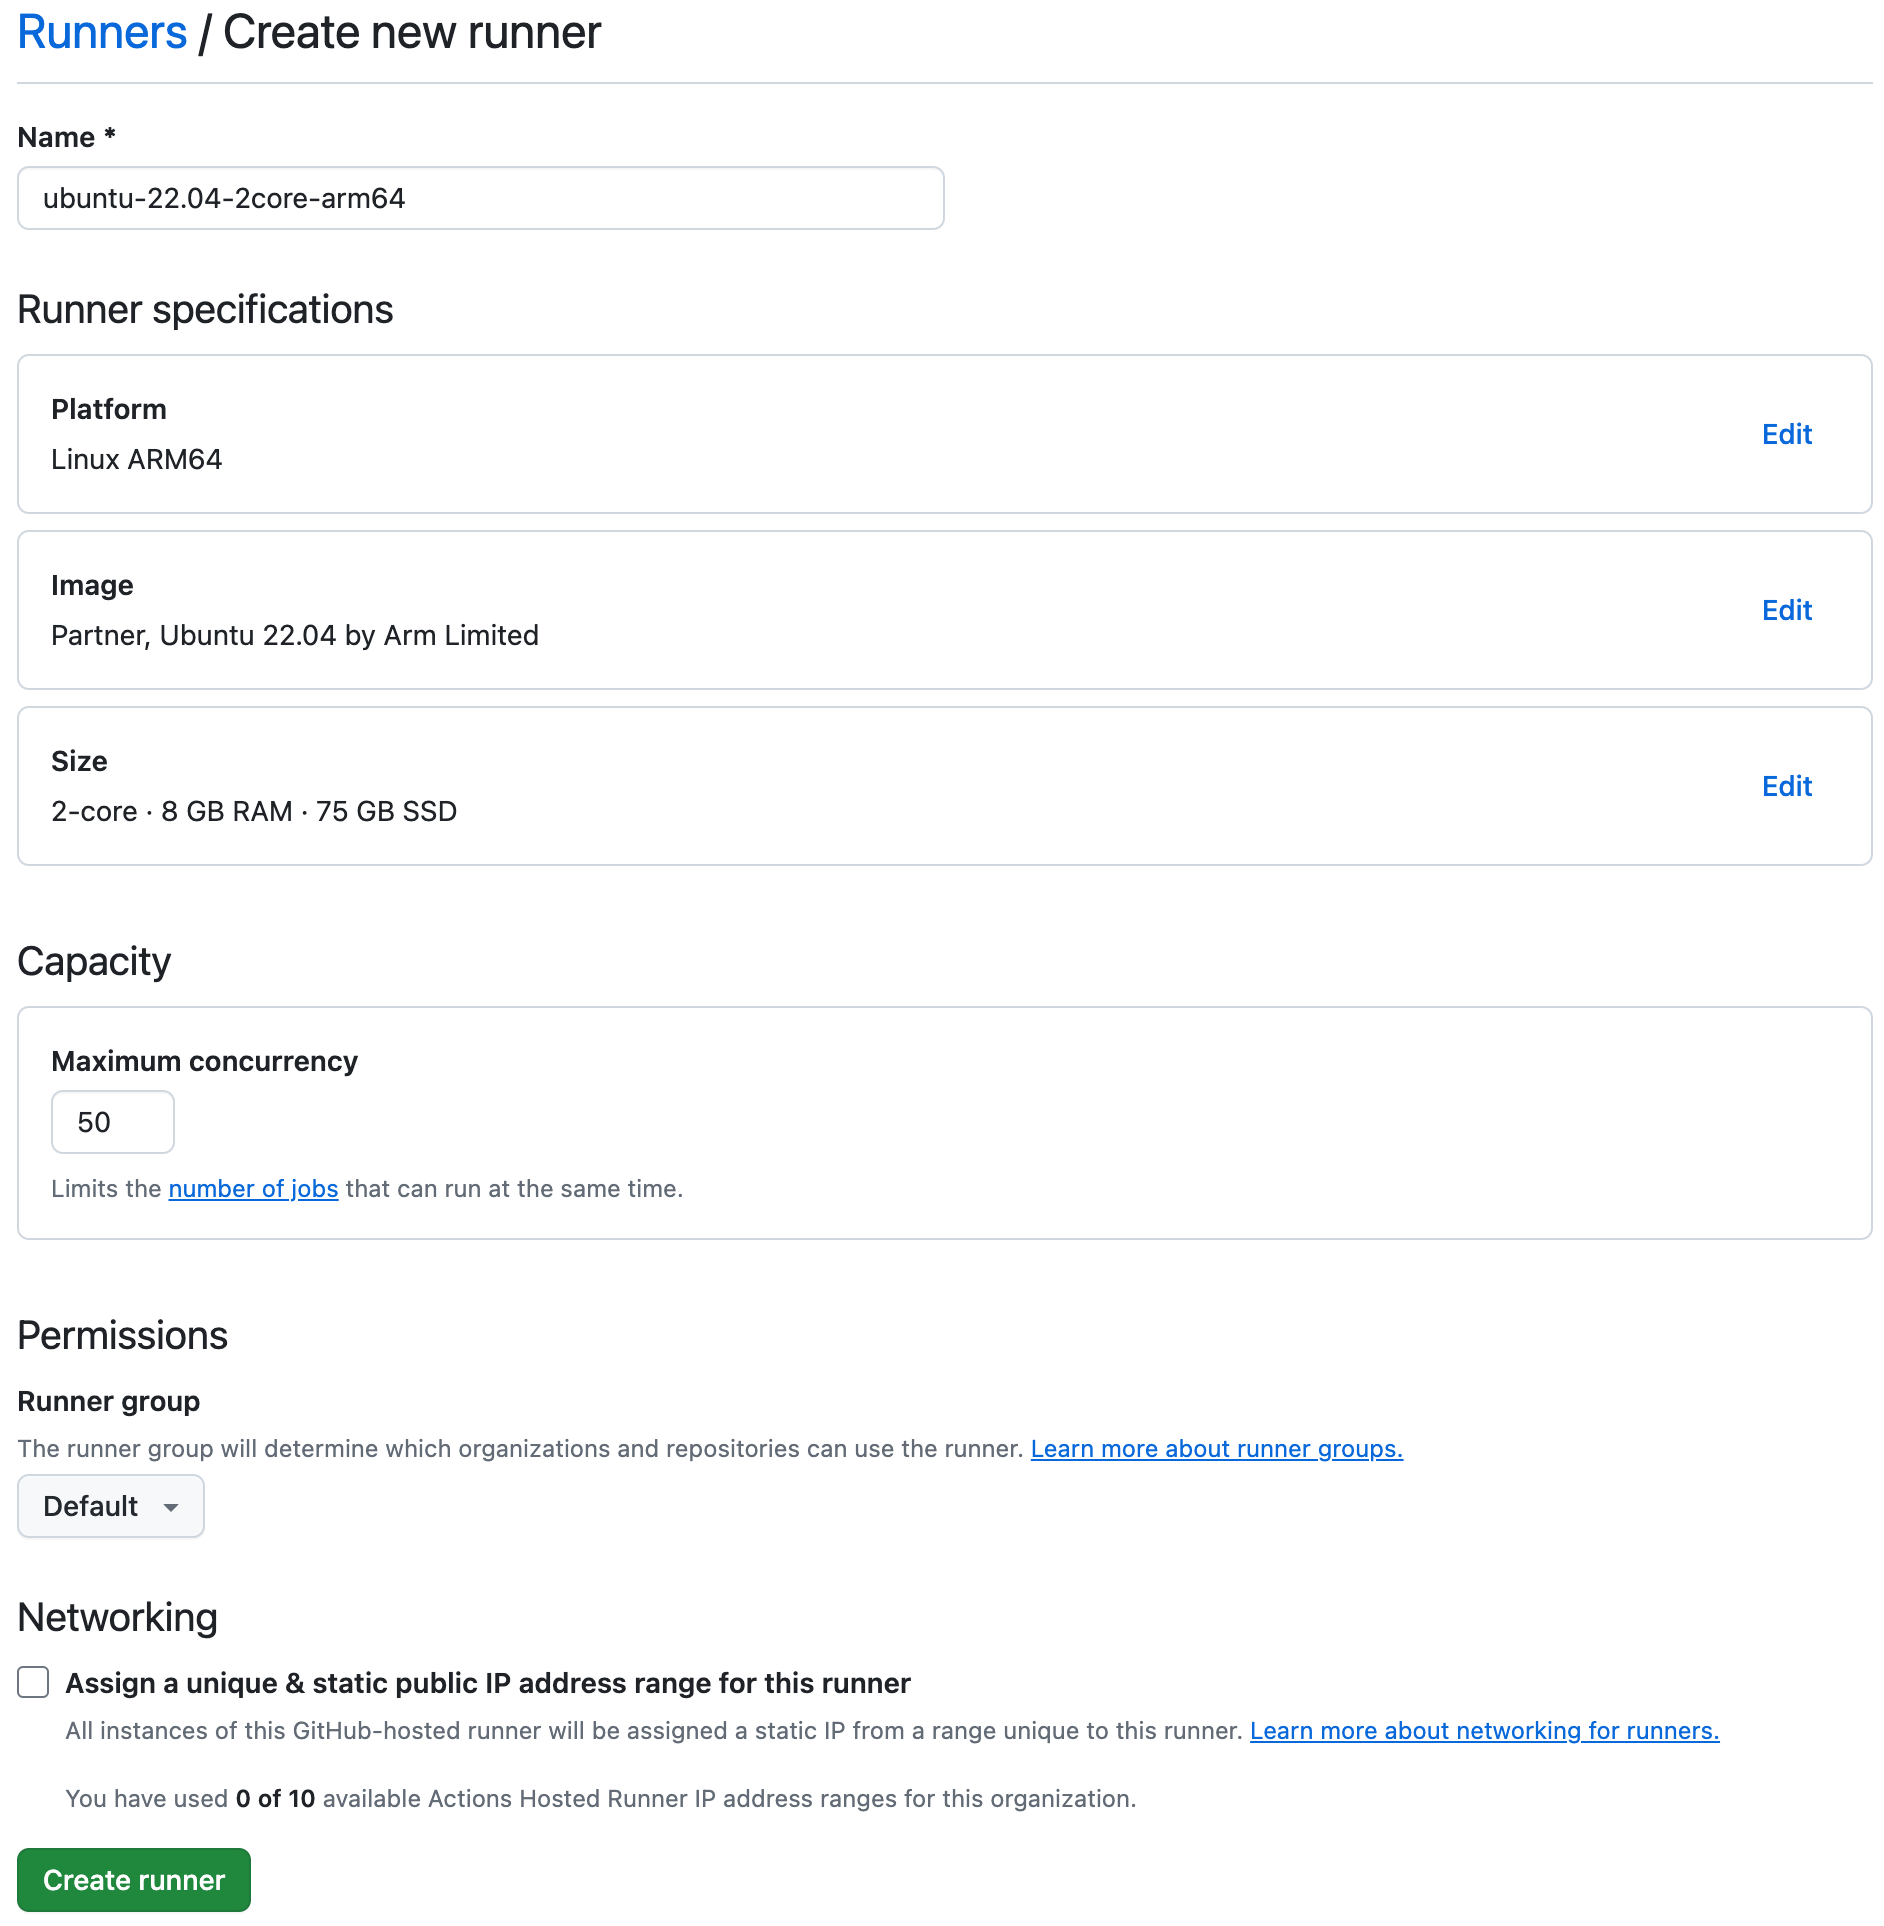 Runners / Create new runner
Name *
ubuntu-22.04-2core-arm64
Runner specifications
Platform
Linux ARM64
Edit
Image
Partner, Ubuntu 22.04 by Arm Limited
Edit
Size
2-core · 8 GB RAM · 75 GB SSD
Edit
Capacity
Maximum concurrency
50
Limits the number of jobs that can run at the same time.
Permissions
Runner group
The runner group will determine which organizations and repositories can use the runner. Learn more about runner groups.
Default
Networking
Assign a unique & static public IP address range for this runner
All instances of this GitHub-hosted runner will be assigned a static IP from a range unique to this runner. Learn more about networking for runners.
You have used 0 of 10 available Actions Hosted Runner IP address ranges for this organization.
Create runner